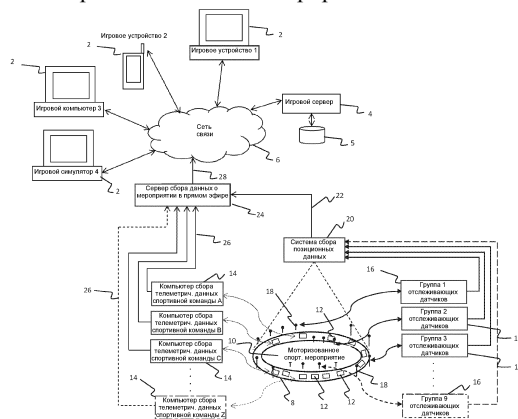 2
Игровое устройство 2
Игровое устройство 1
2
2
Игровой компьютер 3
Игровой симулятор 4
2
Игровой сервер
4
5
Сеть
связи
6
28
Сервер сбора данных о
мероприятии в прямом эфире
24
22
20
Система сбора
позиционных
данных
26
26
14
Компьютер сбора
телеметрич. данных
спортивной команды A
Компьютер сбора
телеметрич. данных
спортивной команды B
Компьютер сбора
телеметрич. данных
спортивной команды C
14
14
Компьютер сбора
телеметрич. данных
спортивной команды Z
18
12
10
Моторизованное
спорт. мероприятие
8
12
12
18
16
Группа 1
отслеживающих
датчиков
Группа 2
отслеживающих
датчиков
1
Группа 3
отслеживающих
датчиков
1
16
Группа 9
отслеживающих
датчиков